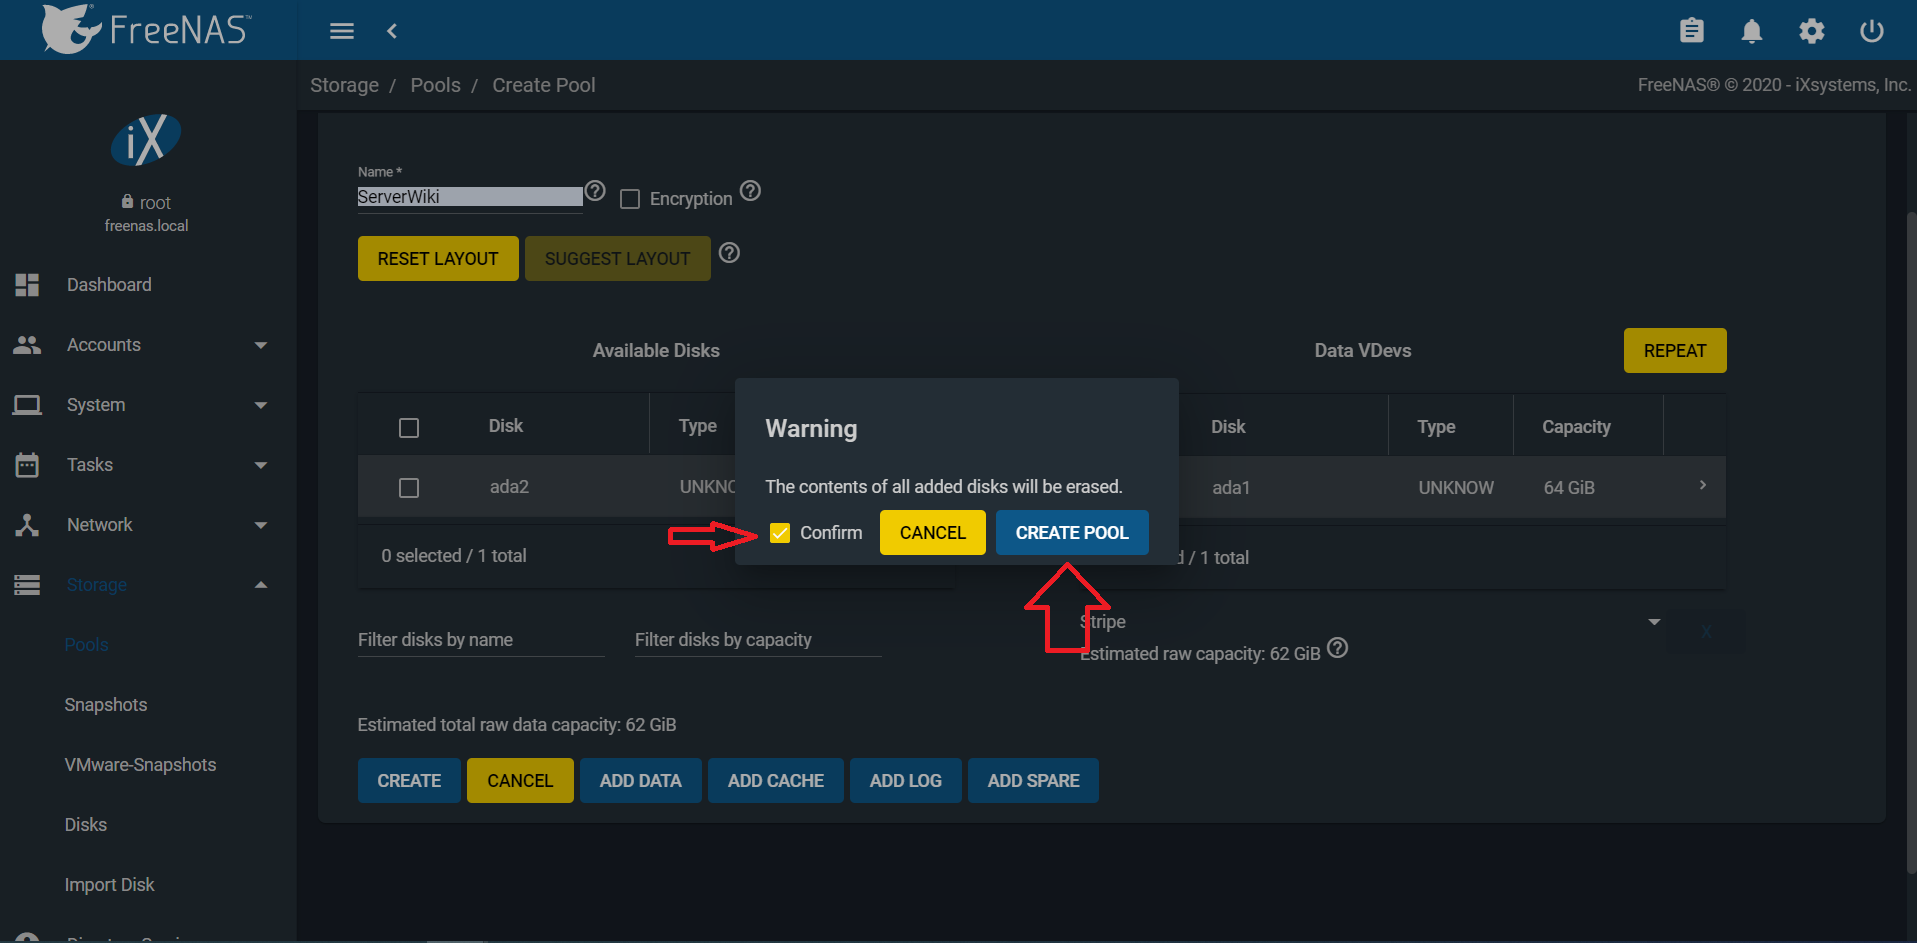 FreeNAS™
Storage / Pools / Create Pool
FreeNAS® © 2020 - iXsystems, Inc.
iX
root
freenas.local
Dashboard
Accounts
System
Tasks
Network
Storage
Pools
Snapshots
VMware-Snapshots
Disks
Import Disk
Name *
ServerWiki
Encryption
RESET LAYOUT
SUGGEST LAYOUT
Available Disks
Data VDevs
REPEAT
Disk Type
ada2
0 selected / 1 total
Filter disks by name
Filter disks by capacity
Disk Type Capacity
ada1 UNKNOW 64 GiB
/ 1 total
Stripe
X
Estimated raw capacity: 62 GiB
Warning
The contents of all added disks will be erased.
Confirm
CANCEL
CREATE POOL
Estimated total raw data capacity: 62 GiB
CREATE
CANCEL
ADD DATA
ADD CACHE
ADD LOG
ADD SPARE